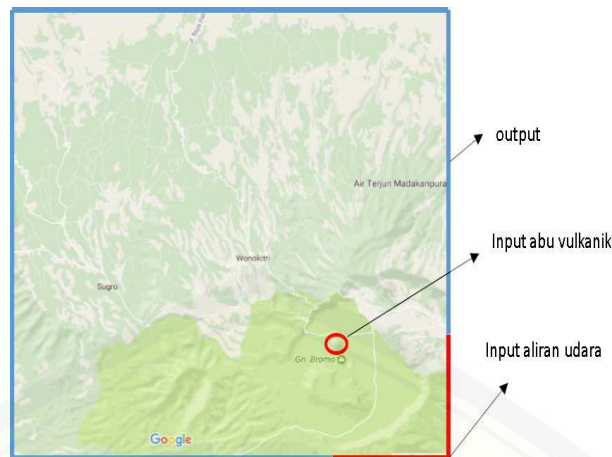 Air Terjun Madakaripura
Wonokitri
Sugro
Gn. Bromo
Google
output
Input abu vulkanik
Input aliran udara